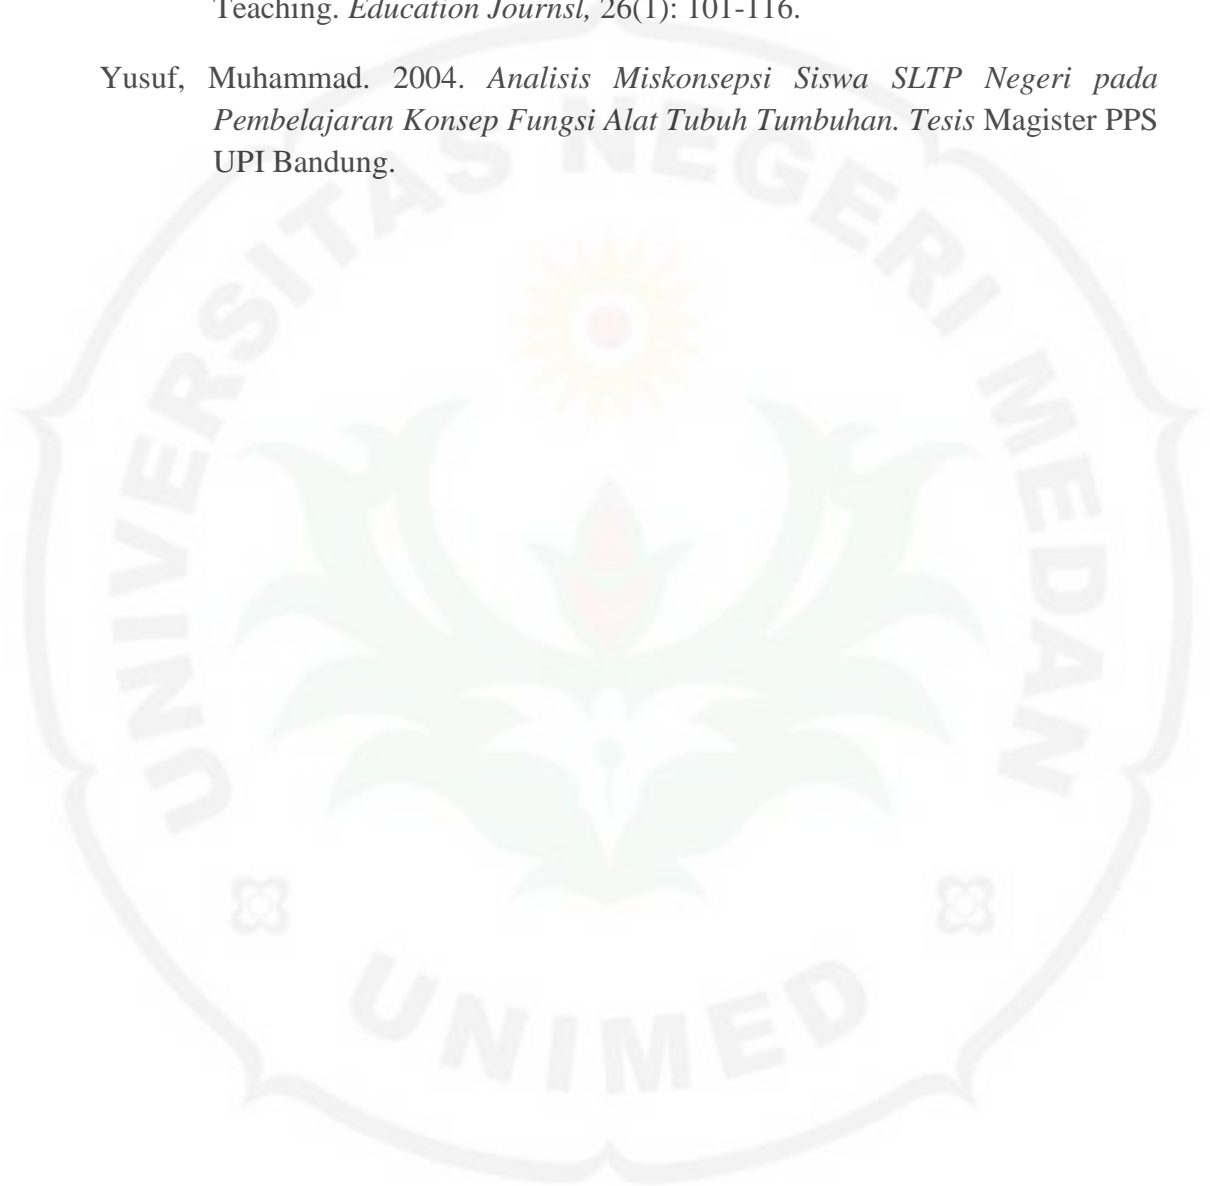 Teaching. Education Journsl, 26(1): 101-116.
Yusuf, Muhammad. 2004. Analisis Miskonsepsi Siswa SLTP Negeri pada
Pembelajaran Konsep Fungsi Alat Tubuh Tumbuhan. Tesis Magister PPS
UPI Bandung.
UNIVERSITAS NEGERI MEDAN
UNIMED